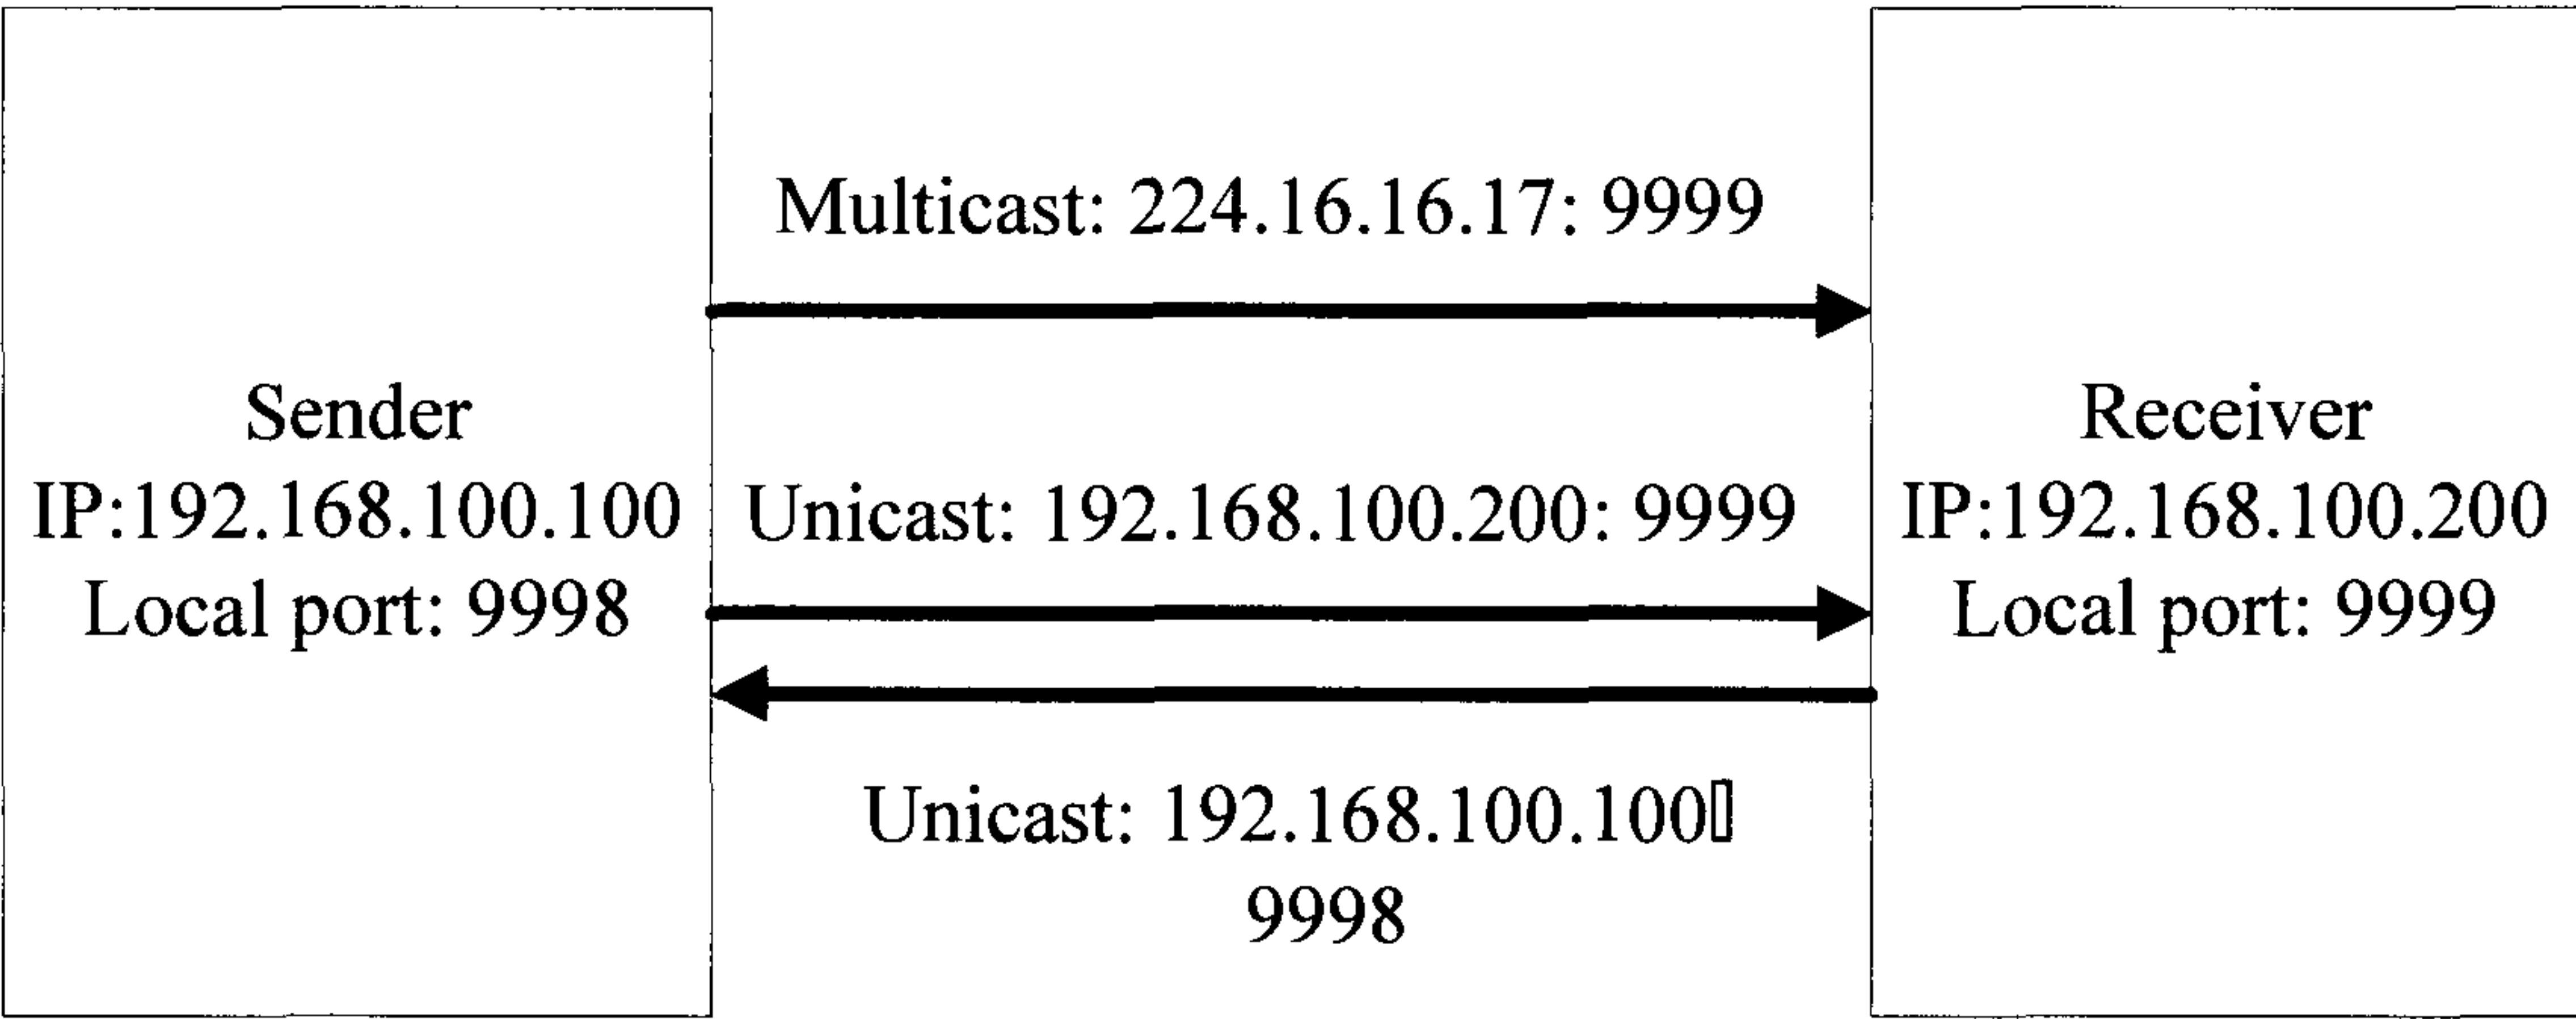 Multicast: 224.16.16.17: 9999
Sender
IP:192.168.100.100
Local port: 9998
Unicast: 192.168.100.200: 9999
Receiver
IP:192.168.100.200
Local port: 9999
Unicast: 192.168.100.100▯
9998